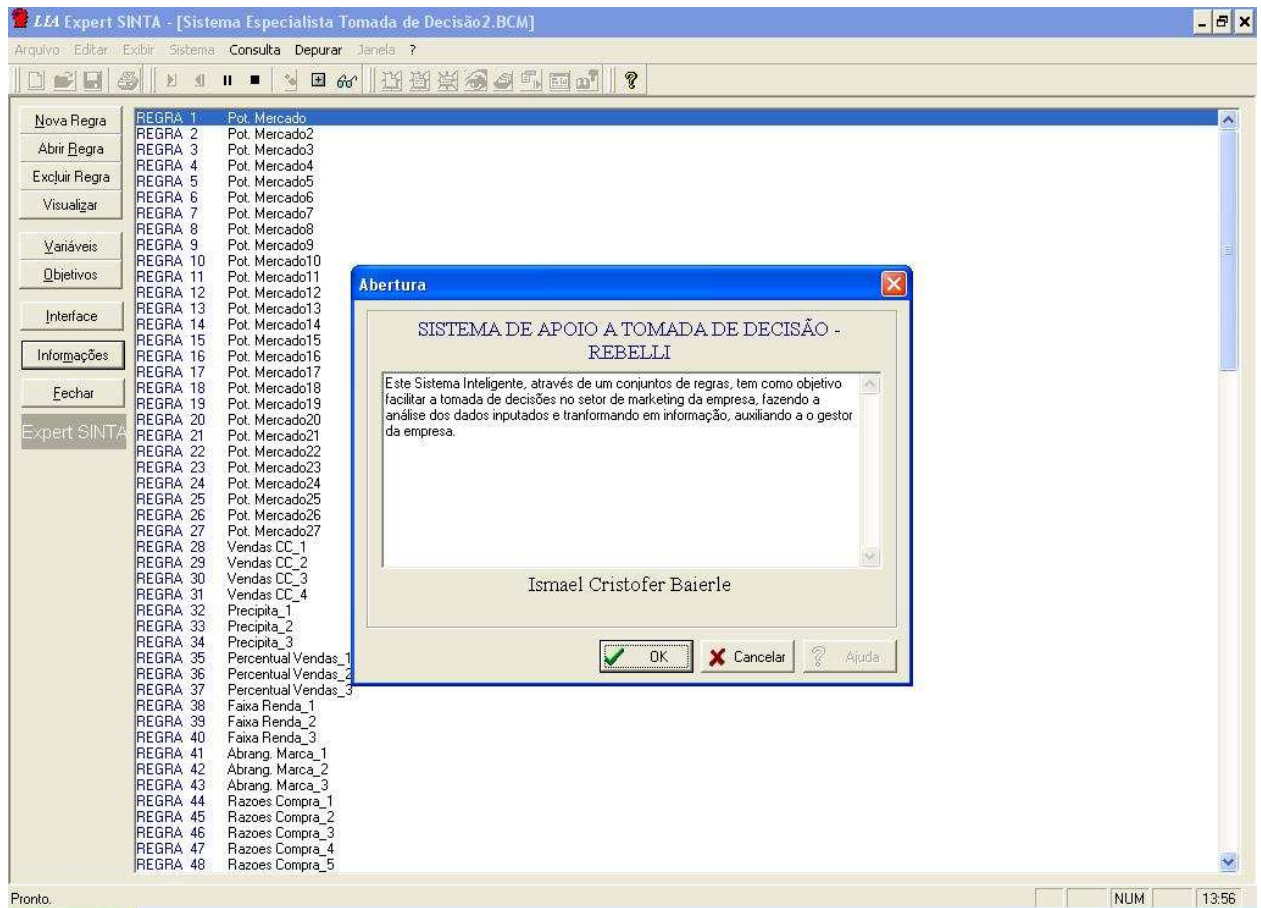 LIA Expert SINTA - [Sistema Especialista Tomada de Decisão2.BCM]
Arquivo Editar Exibir Sistema Consulta Depurar Janela ?
Nova Regra
Abrir Regra
Excluir Regra
Visualizar
Variáveis
Objetivos
Interface
Informações
Fechar
Expert SINTA
REGRA 1 Pot. Mercado
REGRA 2 Pot. Mercado2
REGRA 3 Pot. Mercado3
REGRA 4 Pot. Mercado4
REGRA 5 Pot. Mercado5
REGRA 6 Pot. Mercado6
REGRA 7 Pot. Mercado7
REGRA 8 Pot. Mercado8
REGRA 9 Pot. Mercado9
REGRA 10 Pot. Mercado10
REGRA 11 Pot. Mercado11
REGRA 12 Pot. Mercado12
REGRA 13 Pot. Mercado13
REGRA 14 Pot. Mercado14
REGRA 15 Pot. Mercado15
REGRA 16 Pot. Mercado16
REGRA 17 Pot. Mercado17
REGRA 18 Pot. Mercado18
REGRA 19 Pot. Mercado19
REGRA 20 Pot. Mercado20
REGRA 21 Pot. Mercado21
REGRA 22 Pot. Mercado22
REGRA 23 Pot. Mercado23
REGRA 24 Pot. Mercado24
REGRA 25 Pot. Mercado25
REGRA 26 Pot. Mercado26
REGRA 27 Pot. Mercado27
REGRA 28 Vendas CC_1
REGRA 29 Vendas CC_2
REGRA 30 Vendas CC_3
REGRA 31 Vendas CC_4
REGRA 32 Precipita_1
REGRA 33 Precipita_2
REGRA 34 Precipita_3
REGRA 35 Percentual Vendas_1
REGRA 36 Percentual Vendas_2
REGRA 37 Percentual Vendas_3
REGRA 38 Faixa Renda_1
REGRA 39 Faixa Renda_2
REGRA 40 Faixa Renda_3
REGRA 41 Abrang. Marca_1
REGRA 42 Abrang. Marca_2
REGRA 43 Abrang. Marca_3
REGRA 44 Razoes Compra_1
REGRA 45 Razoes Compra_2
REGRA 46 Razoes Compra_3
REGRA 47 Razoes Compra_4
REGRA 48 Razoes Compra_5
Abertura
SISTEMA DE APOIO A TOMADA DE DECISÃO -
REBELLI
Este Sistema Inteligente, através de um conjuntos de regras, tem como objetivo
facilitar a tomada de decisões no setor de marketing da empresa, fazendo a
análise dos dados inputados e tranformando em informação, auxiliando a o gestor
da empresa.
Ismael Cristofer Baierle
OK
Cancelar
Ajuda
Pronto.
NUM
13:56